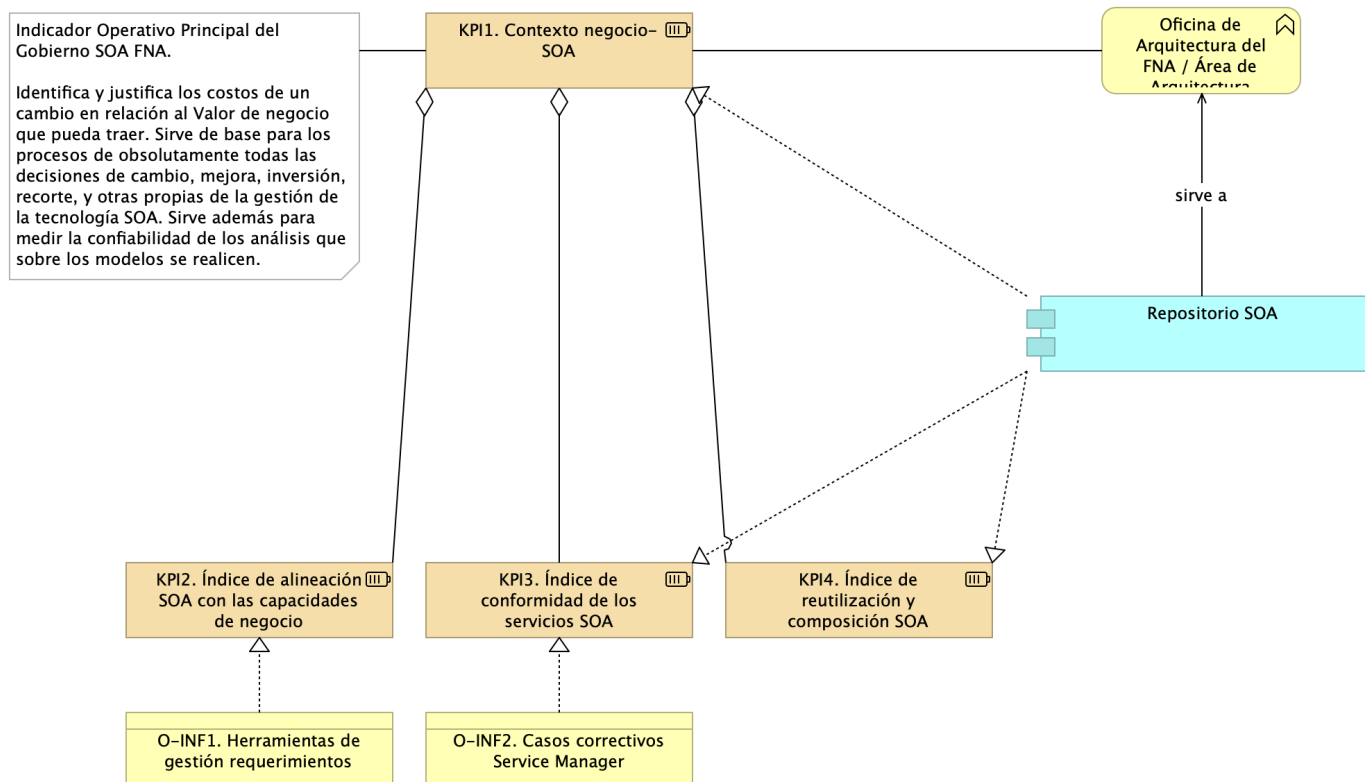 Indicador Operativo Principal del
Gobierno SOA FNA.
Identifica y justifica los costos de un
cambio en relación al Valor de negocio
que pueda traer. Sirve de base para los
procesos de obsolutamente todas las
decisiones de cambio, mejora, inversión,
recorte, y otras propias de la gestión de
la tecnología SOA. Sirve además para
medir la confiabilidad de los análisis que
sobre los modelos se realicen.
KPI1. Contexto negocio-
SOA
Oficina de
Arquitectura del
FNA / Área de
Arquitectura
sirve a
Repositorio SOA
KPI2. Índice de alineación
SOA con las capacidades
de negocio
KPI3. Índice de
conformidad de los
servicios SOA
KPI4. Índice de
reutilización y
composición SOA
O-INF1. Herramientas de
gestión requerimientos
O-INF2. Casos correctivos
Service Manager